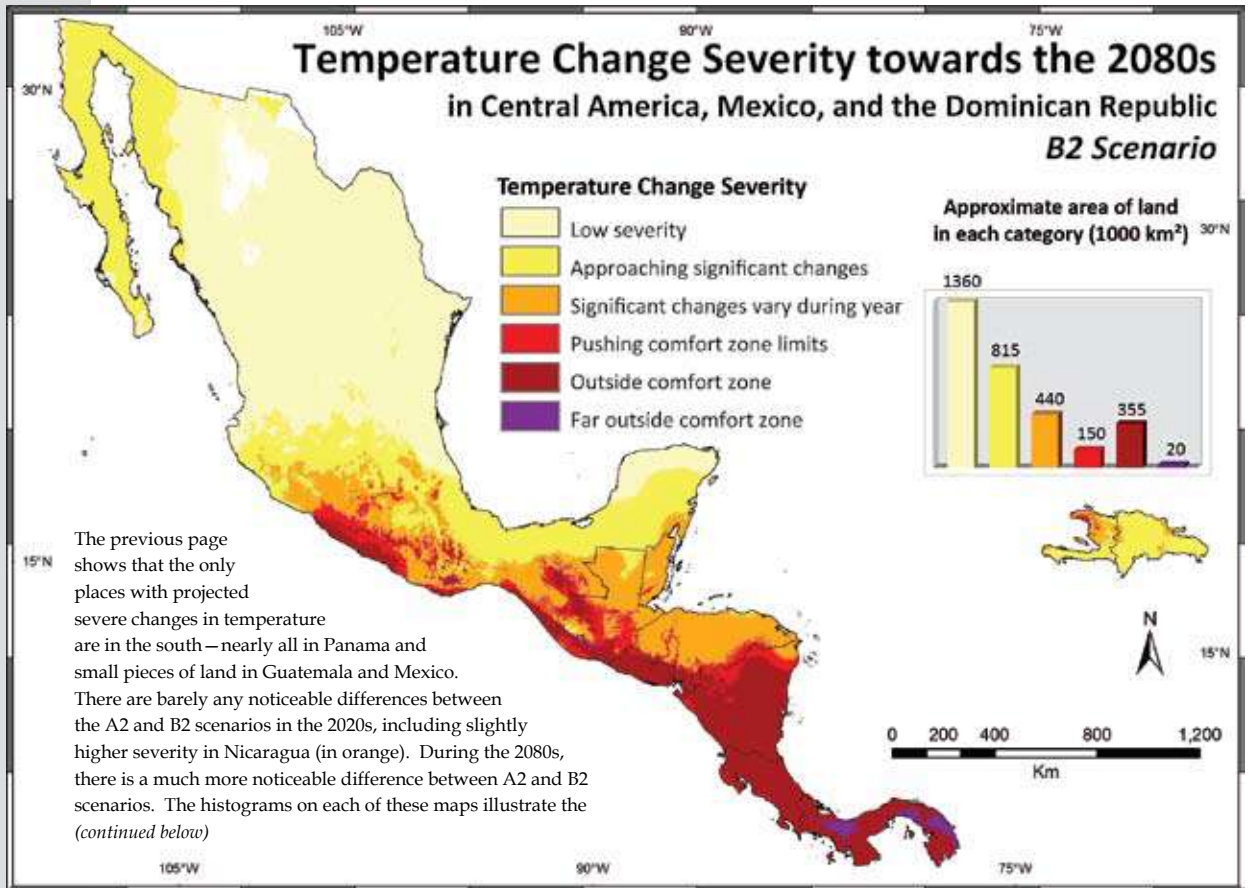 105°W
90°W
75°W
Temperature Change Severity towards the 2080s
in Central America, Mexico, and the Dominican Republic
B2 Scenario
30°N
Temperature Change Severity
Low severity
Approaching significant changes
Significant changes vary during year
Pushing comfort zone limits
Outside comfort zone
Far outside comfort zone
Approximate area of land
in each category (1000 km²)
30°N
1360
815
440
150
355
20
15°N
The previous page
shows that the only
places with projected
severe changes in temperature
are in the south—nearly all in Panama and
small pieces of land in Guatemala and Mexico.
There are barely any noticeable differences between
the A2 and B2 scenarios in the 2020s, including slightly
higher severity in Nicaragua (in orange). During the 2080s,
there is a much more noticeable difference between A2 and B2
scenarios. The histograms on each of these maps illustrate the
(continued below)
N
15°N
0 200 400 800 1,200
Km
105°W
90°W
75°W